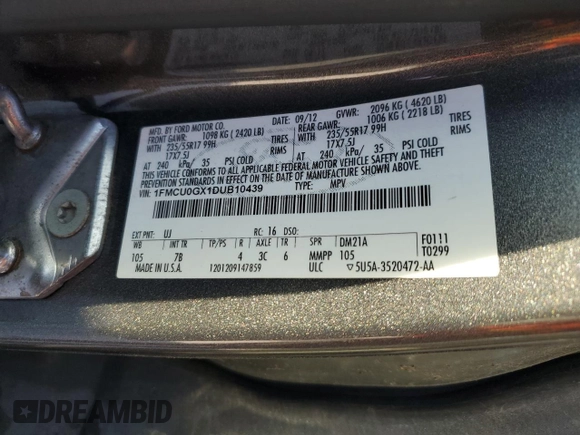 MFD. BY FORD MOTOR CO. 09/12 GVWR: 2096 KG ( 4620 LB)
FRONT GAWR: 1098 KG ( 2420 LB) REAR GAWR: 1006 KG ( 2218 LB)
WITH 235/55R17 99H TIRES WITH 235/55R17 99H TIRES
17X7.5J RIMS 17X7.5J RIMS
AT 240 kPa/ 35 PSI COLD AT 240 kPa/ 35 PSI COLD
THIS VEHICLE CONFORMS TO ALL APPLICABLE FEDERAL MOTOR VEHICLE SAFETY, BUMPER, AND
THEFT PREVENTION STANDARDS IN EFFECT ON THE DATE OF MANUFACTURE SHOWN ABOVE.
VIN: 1FMCU0GX1DUB10439 TYPE: MPV
EXT PNT: UJ RC: 16 DSO:
WB INT TR TP/PS R AXLE TR SPR DM21A F0111
105 7B 4 3C 6 MMPP 105 T0299
MADE IN U.S.A. 1201209147859 ULC 5U5A-3520472-AA
DREAMBID